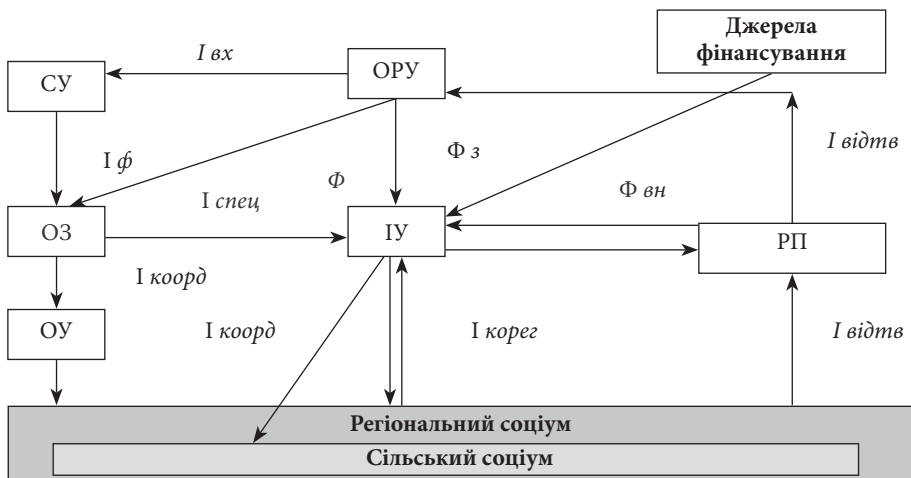 Джерела
фінансування
І вх
СУ
ОРУ
І відтв
Ф з
І ф
Ф
Ф вн
І спец
ОЗ
ІУ
РП
І коорд
ОУ
І коорд
І корег
І відтв
Регіональний соціум
Сільський соціум